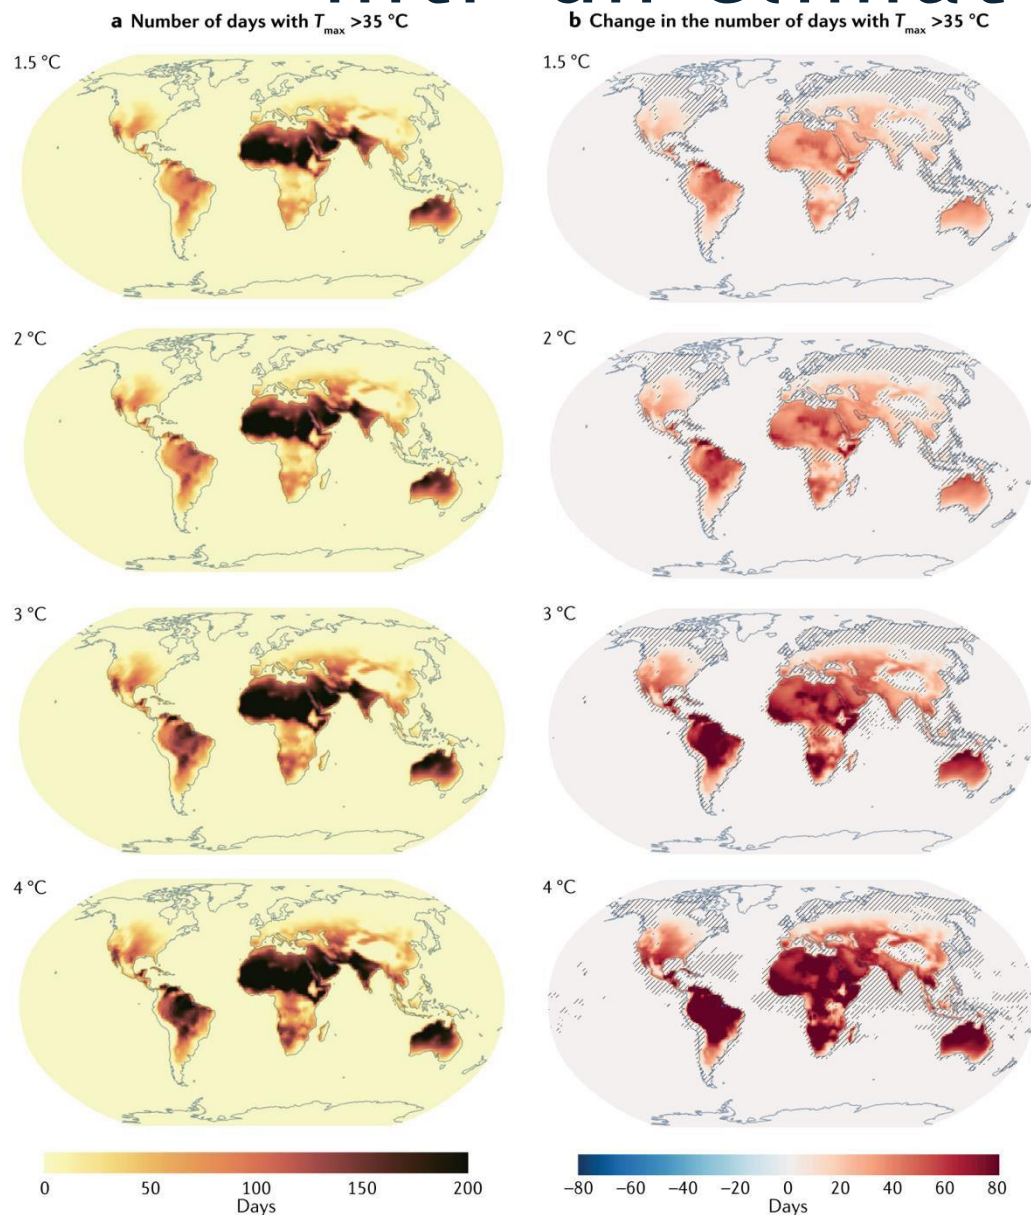 a Number of days with Tmax >35 °C
b Change in the number of days with Tmax >35 °C
1.5 °C
1.5 °C
2 °C
2 °C
3 °C
3 °C
4 °C
4 °C
0 50 100 150 200
Days
−80 −60 −40 −20 0 20 40 60 80
Days